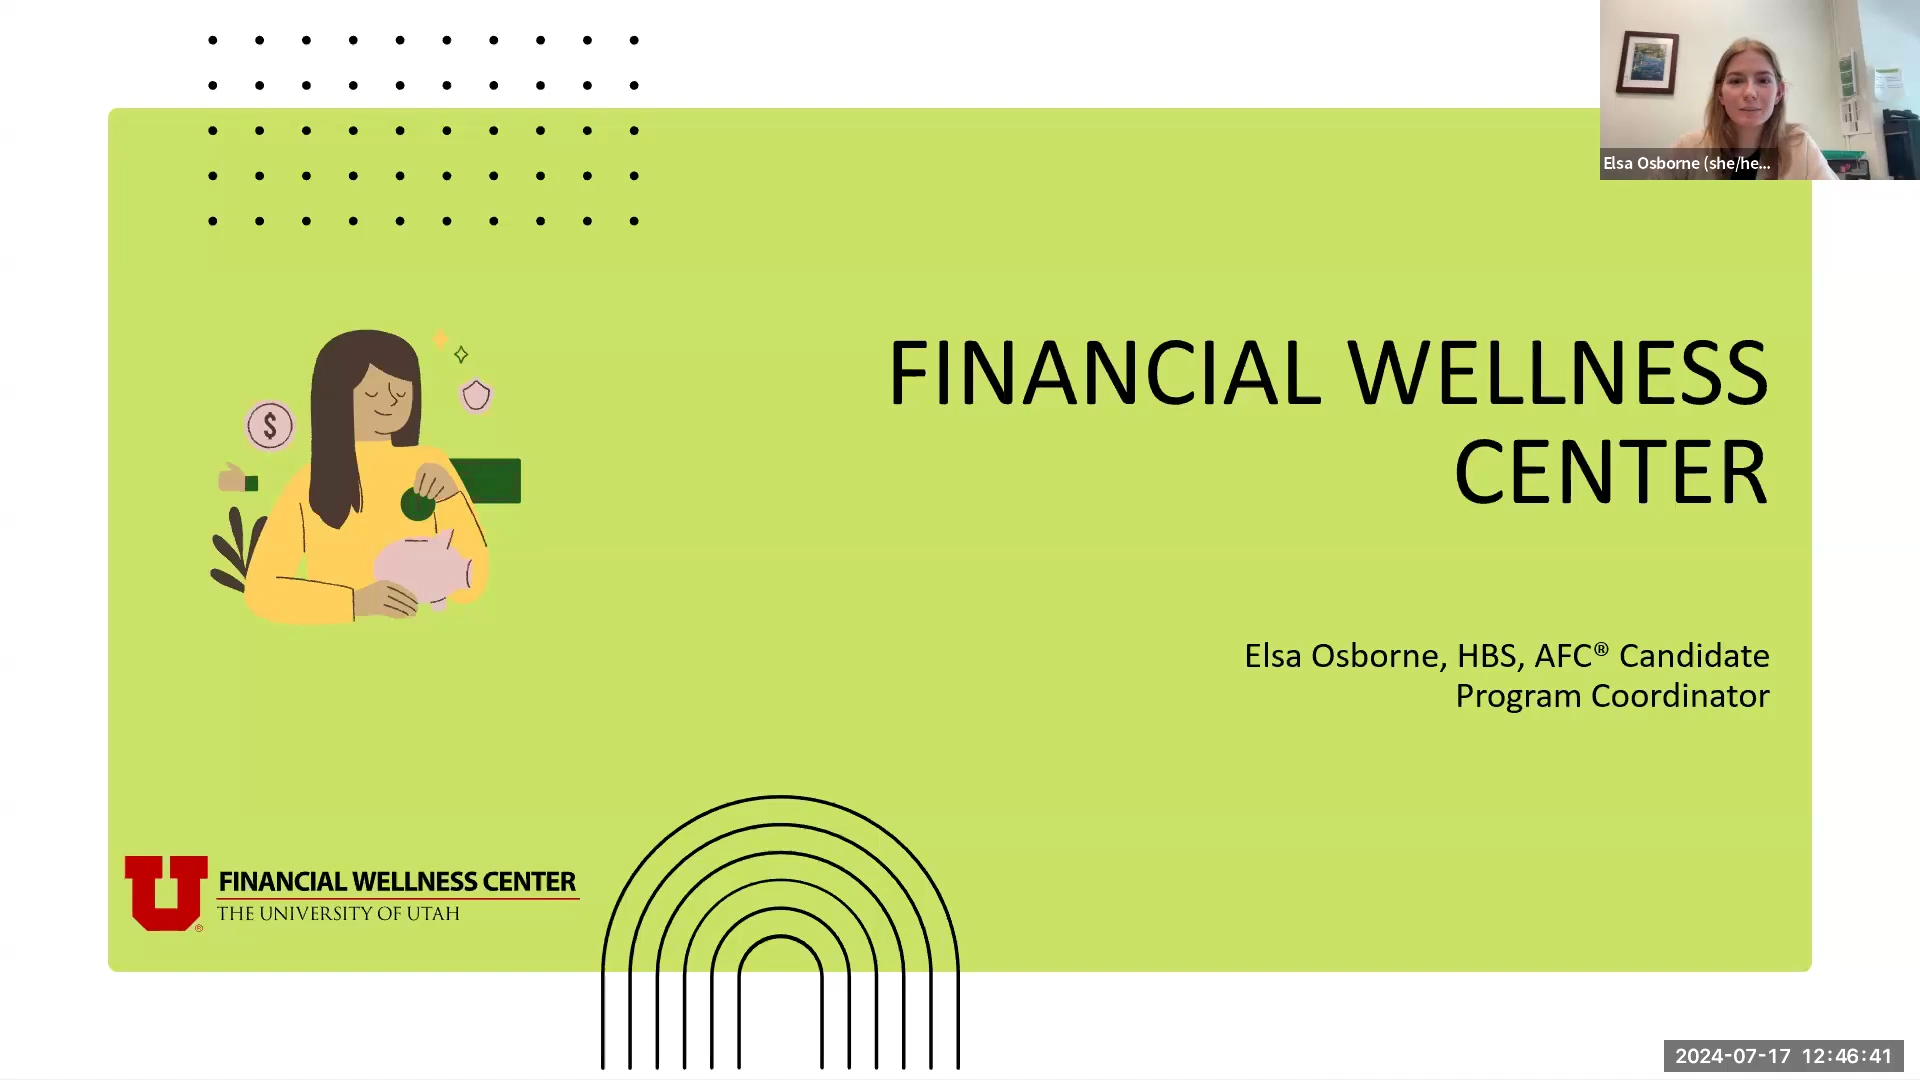 Elsa Osborne (she/he...
FINANCIAL WELLNESS
CENTER
$
Elsa Osborne, HBS, AFC® Candidate
Program Coordinator
U
FINANCIAL WELLNESS CENTER
THE UNIVERSITY OF UTAH
®
2024-07-17 12:46:41